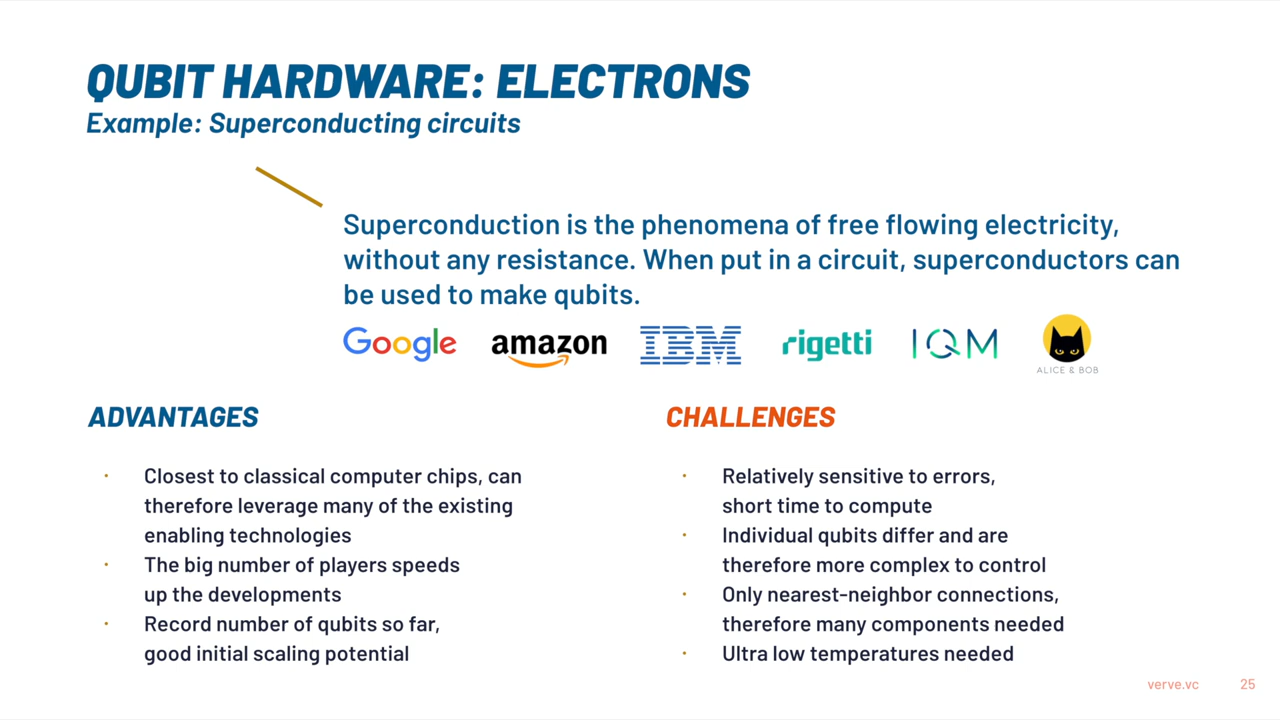 QUBIT HARDWARE: ELECTRONS
Example: Superconducting circuits
Superconduction is the phenomena of free flowing electricity,
without any resistance. When put in a circuit, superconductors can
be used to make qubits.
Google amazon IBM rigetti IQM
ALICE & BOB
ADVANTAGES
· Closest to classical computer chips, can
therefore leverage many of the existing
enabling technologies
· The big number of players speeds
up the developments
· Record number of qubits so far,
good initial scaling potential
CHALLENGES
· Relatively sensitive to errors,
short time to compute
· Individual qubits differ and are
therefore more complex to control
· Only nearest-neighbor connections,
therefore many components needed
· Ultra low temperatures needed
verve.vc 25